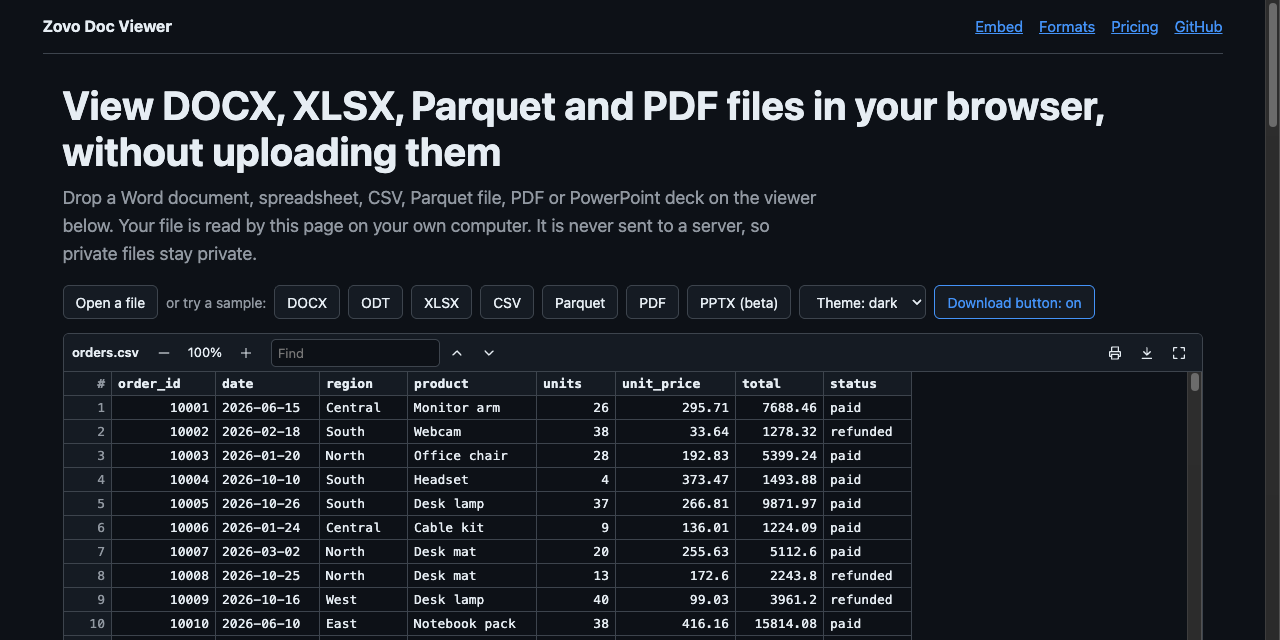 Zovo Doc Viewer Embed Formats Pricing GitHub
View DOCX, XLSX, Parquet and PDF files in your browser,
without uploading them
Drop a Word document, spreadsheet, CSV, Parquet file, PDF or PowerPoint deck on the viewer
below. Your file is read by this page on your own computer. It is never sent to a server, so
private files stay private.
Open a file or try a sample: DOCX ODT XLSX CSV Parquet PDF PPTX (beta) Theme: dark Download button: on
orders.csv — 100% + Find
# order_id date region product units unit_price total status
1 10001 2026-06-15 Central Monitor arm 26 295.71 7688.46 paid
2 10002 2026-02-18 South Webcam 38 33.64 1278.32 refunded
3 10003 2026-01-20 North Office chair 28 192.83 5399.24 paid
4 10004 2026-10-10 South Headset 4 373.47 1493.88 paid
5 10005 2026-10-26 South Desk lamp 37 266.81 9871.97 paid
6 10006 2026-01-24 Central Cable kit 9 136.01 1224.09 paid
7 10007 2026-03-02 North Desk mat 20 255.63 5112.6 paid
8 10008 2026-10-25 North Desk mat 13 172.6 2243.8 refunded
9 10009 2026-10-16 West Desk lamp 40 99.03 3961.2 refunded
10 10010 2026-06-10 East Notebook pack 38 416.16 15814.08 paid